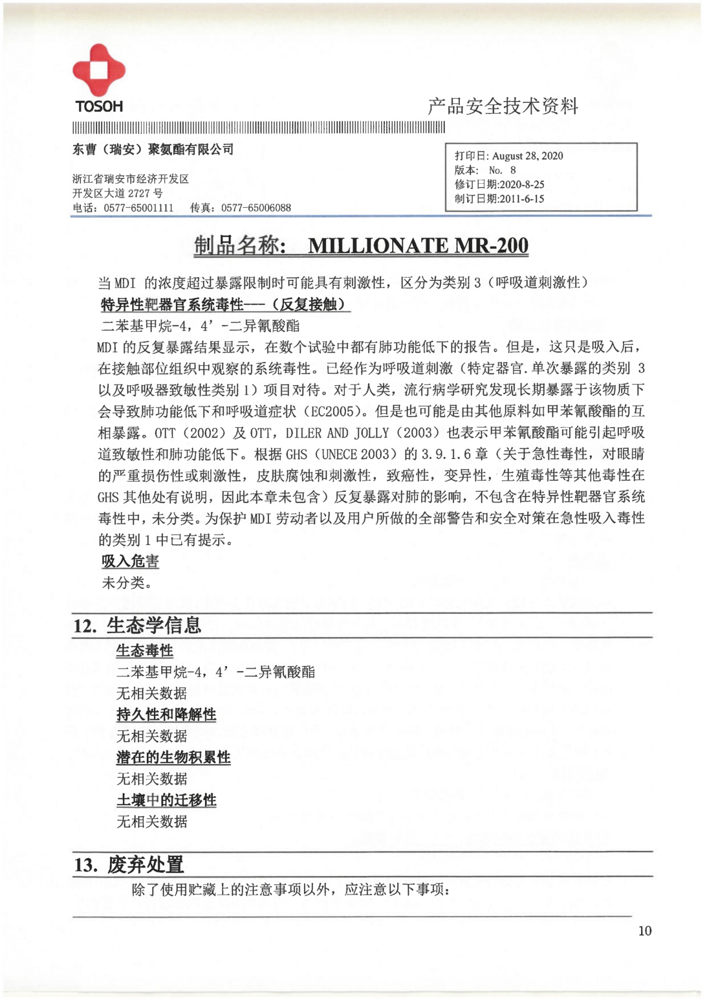 TOSOH
产品安全技术资料
东曹（瑞安）聚氨酯有限公司
浙江省瑞安市经济开发区
开发区大道 2727 号
电话: 0577-65001111 传真: 0577-65006088
打印日: August 28, 2020
版本: No. 8
修订日期:2020-8-25
制订日期:2011-6-15
制品名称: MILLIONATE MR-200
当 MDI 的浓度超过暴露限制时可能具有刺激性，区分为类别 3（呼吸道刺激性）
特异性靶器官系统毒性---（反复接触）
二苯基甲烷-4，4’-二异氰酸酯
MDI 的反复暴露结果显示，在数个试验中都有肺功能低下的报告。但是，这只是吸入后，
在接触部位组织中观察的系统毒性。已经作为呼吸道刺激（特定器官.单次暴露的类别 3
以及呼吸器致敏性类别 1）项目对待。对于人类，流行病学研究发现长期暴露于该物质下
会导致肺功能低下和呼吸道症状（EC2005）。但是也可能是由其他原料如甲苯氰酸酯的互
相暴露。OTT（2002）及 OTT，DILER AND JOLLY（2003）也表示甲苯氰酸酯可能引起呼吸
道致敏性和肺功能低下。根据 GHS（UNECE 2003）的 3.9.1.6 章（关于急性毒性，对眼睛
的严重损伤性或刺激性，皮肤腐蚀和刺激性，致癌性，变异性，生殖毒性等其他毒性在
GHS 其他处有说明，因此本章未包含）反复暴露对肺的影响，不包含在特异性靶器官系统
毒性中，未分类。为保护 MDI 劳动者以及用户所做的全部警告和安全对策在急性吸入毒性
的类别 1 中已有提示。
吸入危害
未分类。
12. 生态学信息
生态毒性
二苯基甲烷-4，4’-二异氰酸酯
无相关数据
持久性和降解性
无相关数据
潜在的生物积累性
无相关数据
土壤中的迁移性
无相关数据
13. 废弃处置
除了使用贮藏上的注意事项以外，应注意以下事项:
10